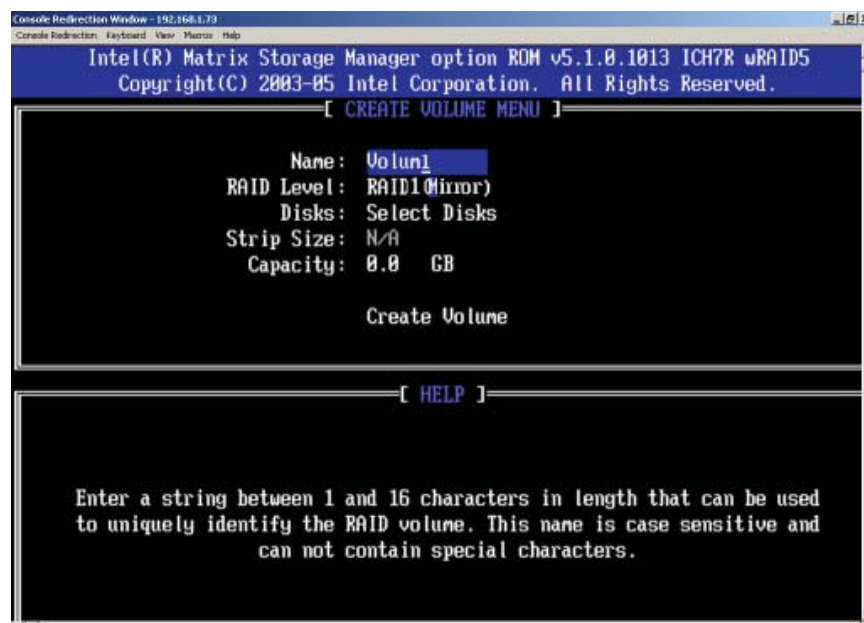 Console Redirection Window - 192.168.1.73
Console Redirection Keyboard View Macros Help
Intel(R) Matrix Storage Manager option ROM v5.1.0.1013 ICH7R wRAID5
Copyright(C) 2003-05 Intel Corporation. All Rights Reserved.
[ CREATE VOLUME MENU ]
Name: Volum1
RAID Level: RAID1(Mirror)
Disks: Select Disks
Strip Size: N/A
Capacity: 0.0 GB
Create Volume
[ HELP ]
Enter a string between 1 and 16 characters in length that can be used
to uniquely identify the RAID volume. This name is case sensitive and
can not contain special characters.